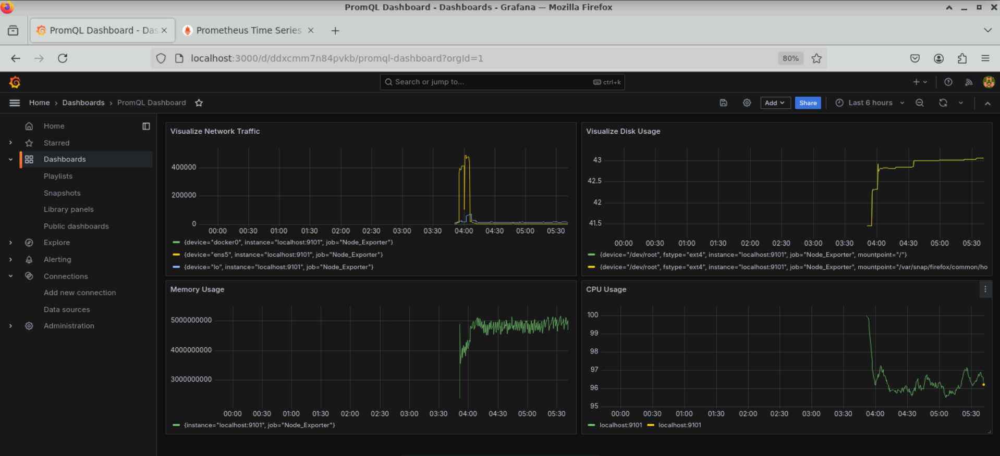 PromQL Dashboard - Dashboards - Grafana — Mozilla Firefox
PromQL Dashboard - Das
Prometheus Time Series
localhost:3000/d/ddxcmm7n84pvkb/promql-dashboard?orgId=1
80%
Search or jump to...
ctrl+k
Home › Dashboards › PromQL Dashboard
Add
Share
Last 6 hours
Home
Starred
Dashboards
Playlists
Snapshots
Library panels
Public dashboards
Explore
Alerting
Connections
Add new connection
Data sources
Administration
Visualize Network Traffic
400000
200000
0
00:00 00:30 01:00 01:30 02:00 02:30 03:00 03:30 04:00 04:30 05:00 05:30
{device="docker0", instance="localhost:9101", job="Node_Exporter"}
{device="ens5", instance="localhost:9101", job="Node_Exporter"}
{device="lo", instance="localhost:9101", job="Node_Exporter"}
Visualize Disk Usage
43
42.5
42
41.5
00:00 00:30 01:00 01:30 02:00 02:30 03:00 03:30 04:00 04:30 05:00 05:30
{device="/dev/root", fstype="ext4", instance="localhost:9101", job="Node_Exporter", mountpoint="/"}
{device="/dev/root", fstype="ext4", instance="localhost:9101", job="Node_Exporter", mountpoint="/var/snap/firefox/common/ho
Memory Usage
5000000000
4000000000
3000000000
00:00 00:30 01:00 01:30 02:00 02:30 03:00 03:30 04:00 04:30 05:00 05:30
{instance="localhost:9101", job="Node_Exporter"}
CPU Usage
100
99
98
97
96
95
00:00 00:30 01:00 01:30 02:00 02:30 03:00 03:30 04:00 04:30 05:00 05:30
localhost:9101 localhost:9101